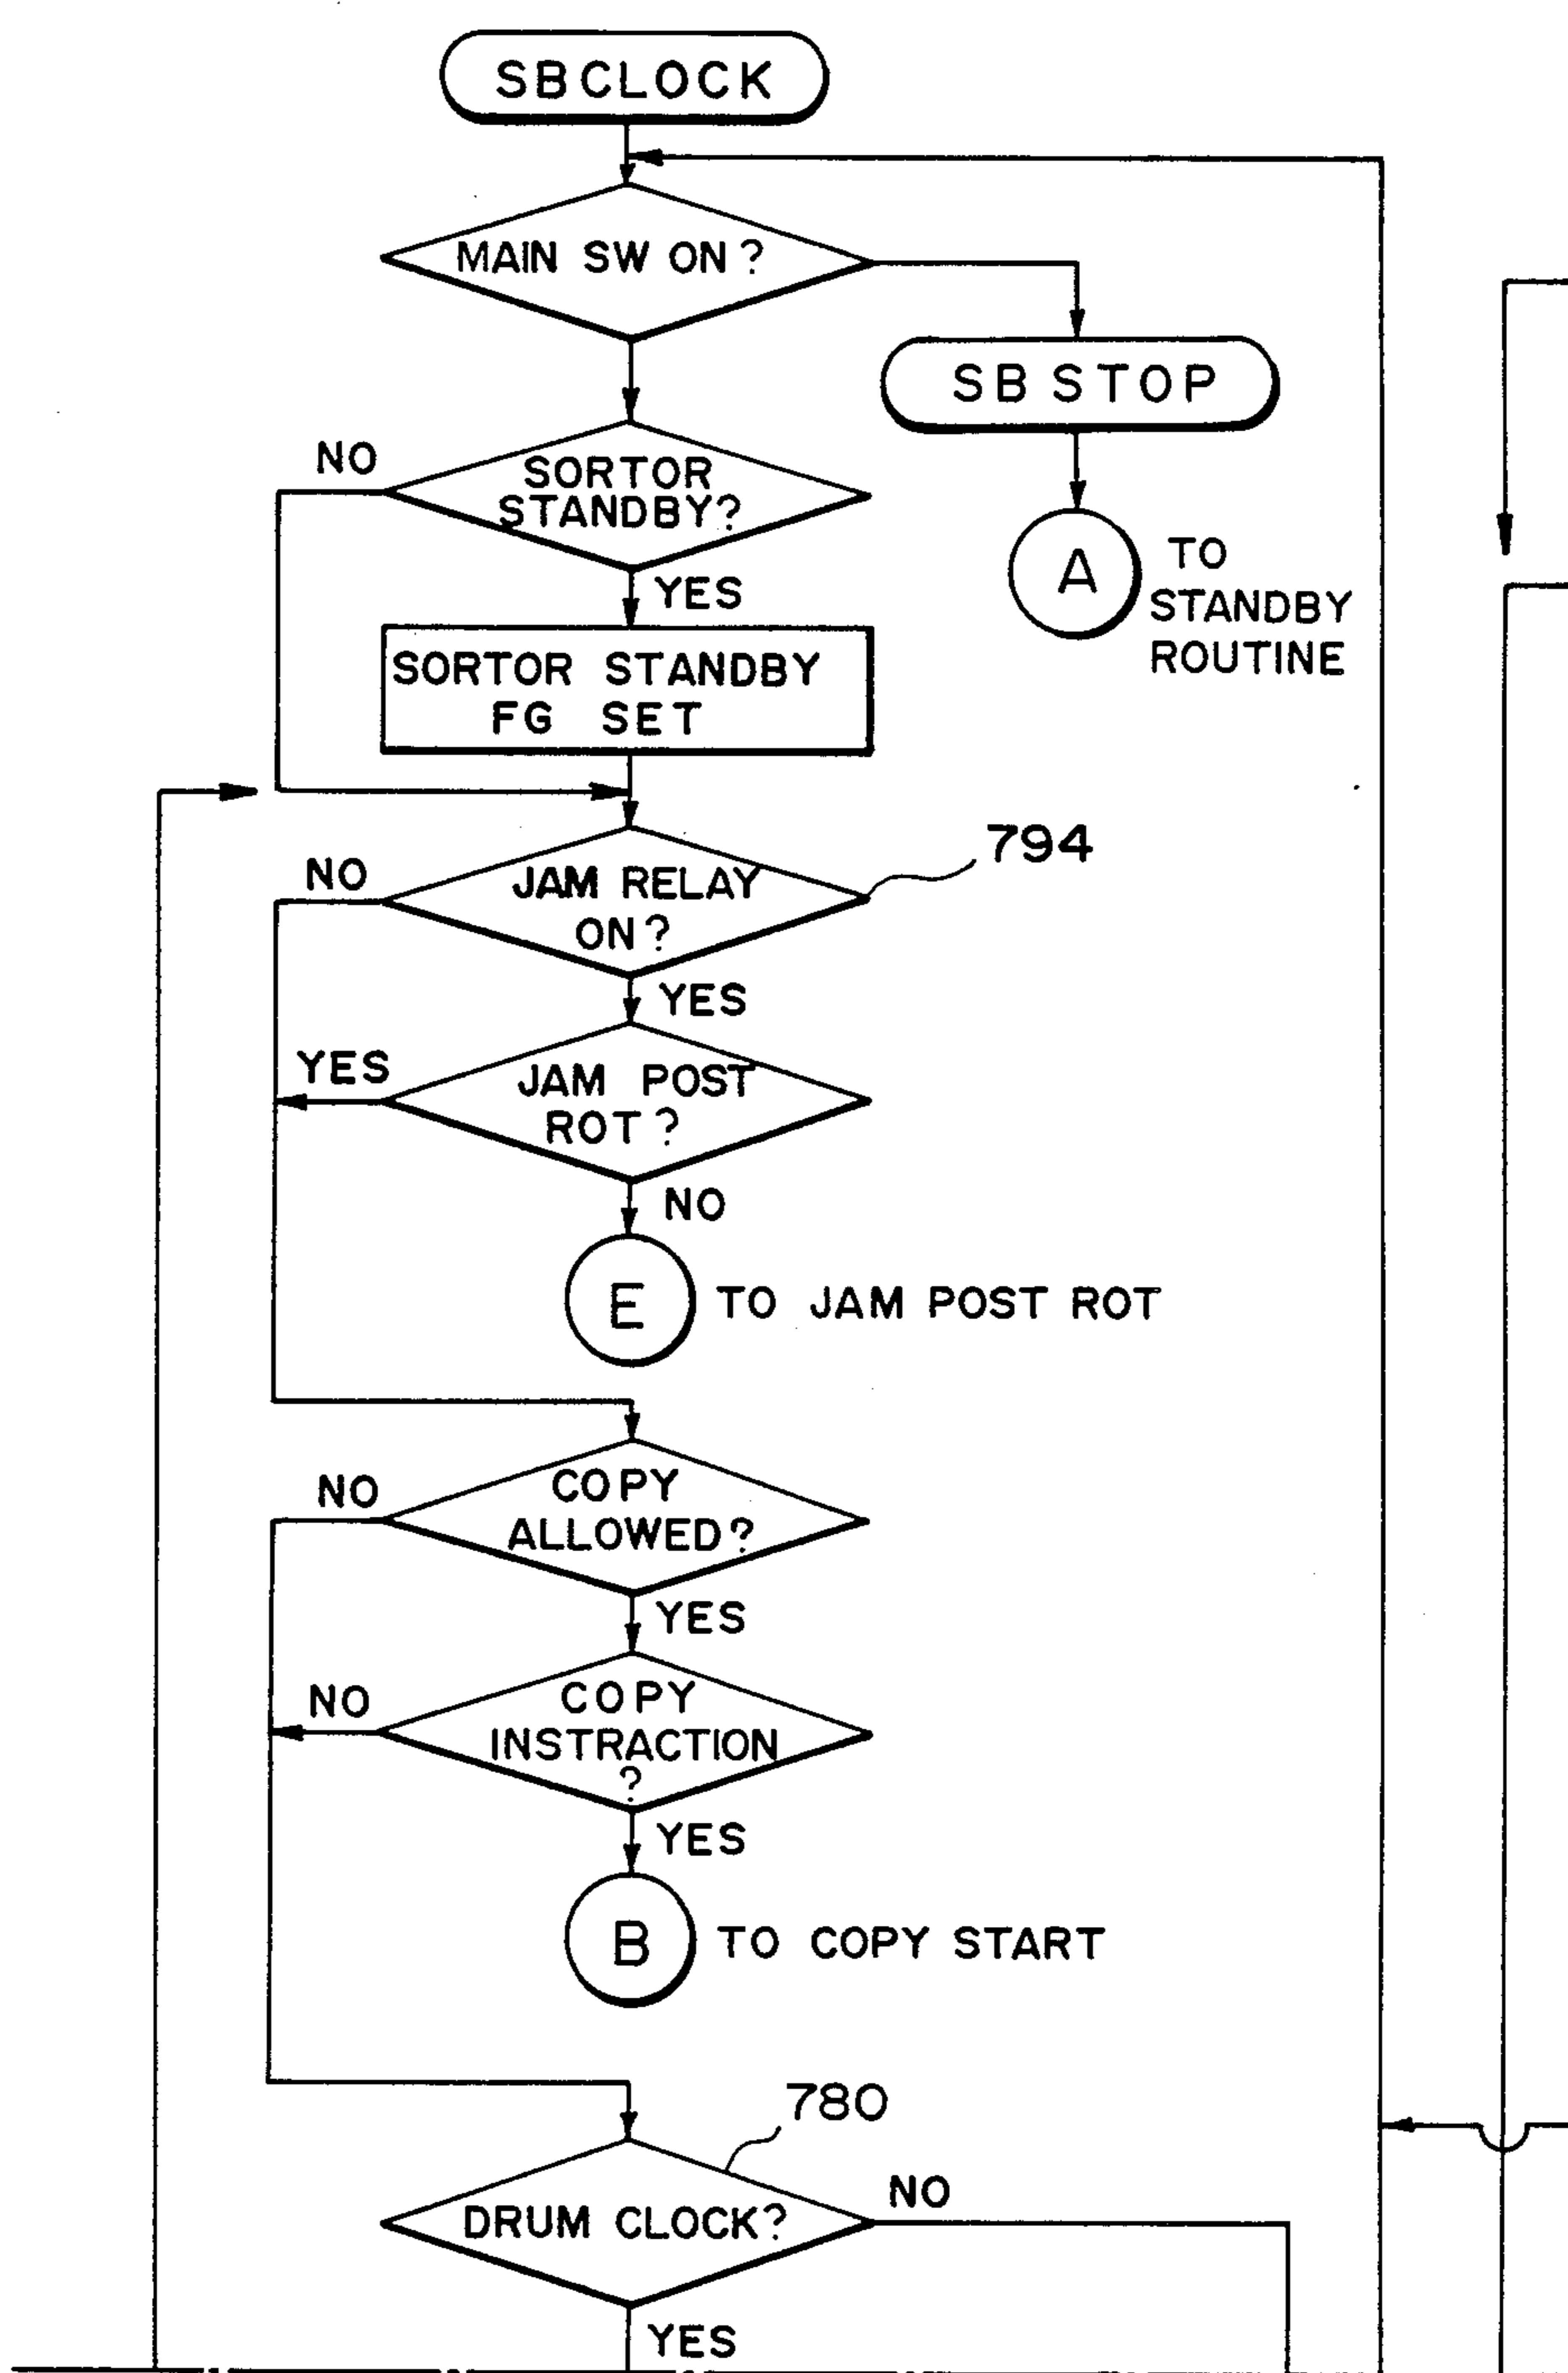 SBCLOCK
MAIN SW ON?
SB STOP
NO
SORTOR
STANDBY?
A
TO
STANDBY
ROUTINE
YES
SORTOR STANDBY
FG SET
794
NO
JAM RELAY
ON?
YES
YES
JAM POST
ROT?
NO
E
TO JAM POST ROT
NO
COPY
ALLOWED?
YES
NO
COPY
INSTRACTION
?
YES
B
TO COPY START
780
NO
DRUM CLOCK?
YES